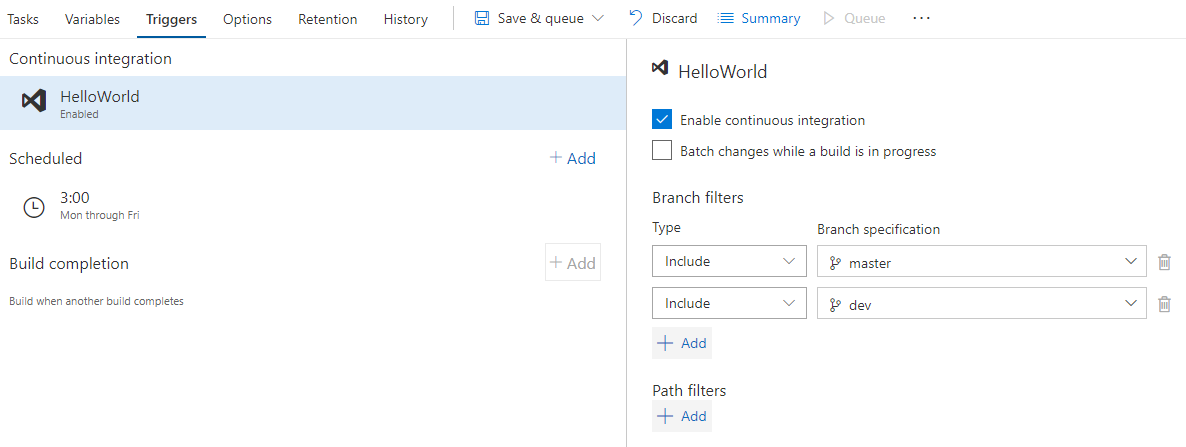 Tasks Variables Triggers Options Retention History Save & queue Discard Summary Queue ...
Continuous integration
HelloWorld
Enabled
Scheduled + Add
3:00
Mon through Fri
Build completion + Add
Build when another build completes
HelloWorld
Enable continuous integration
Batch changes while a build is in progress
Branch filters
Type Branch specification
Include master
Include dev
+ Add
Path filters
+ Add